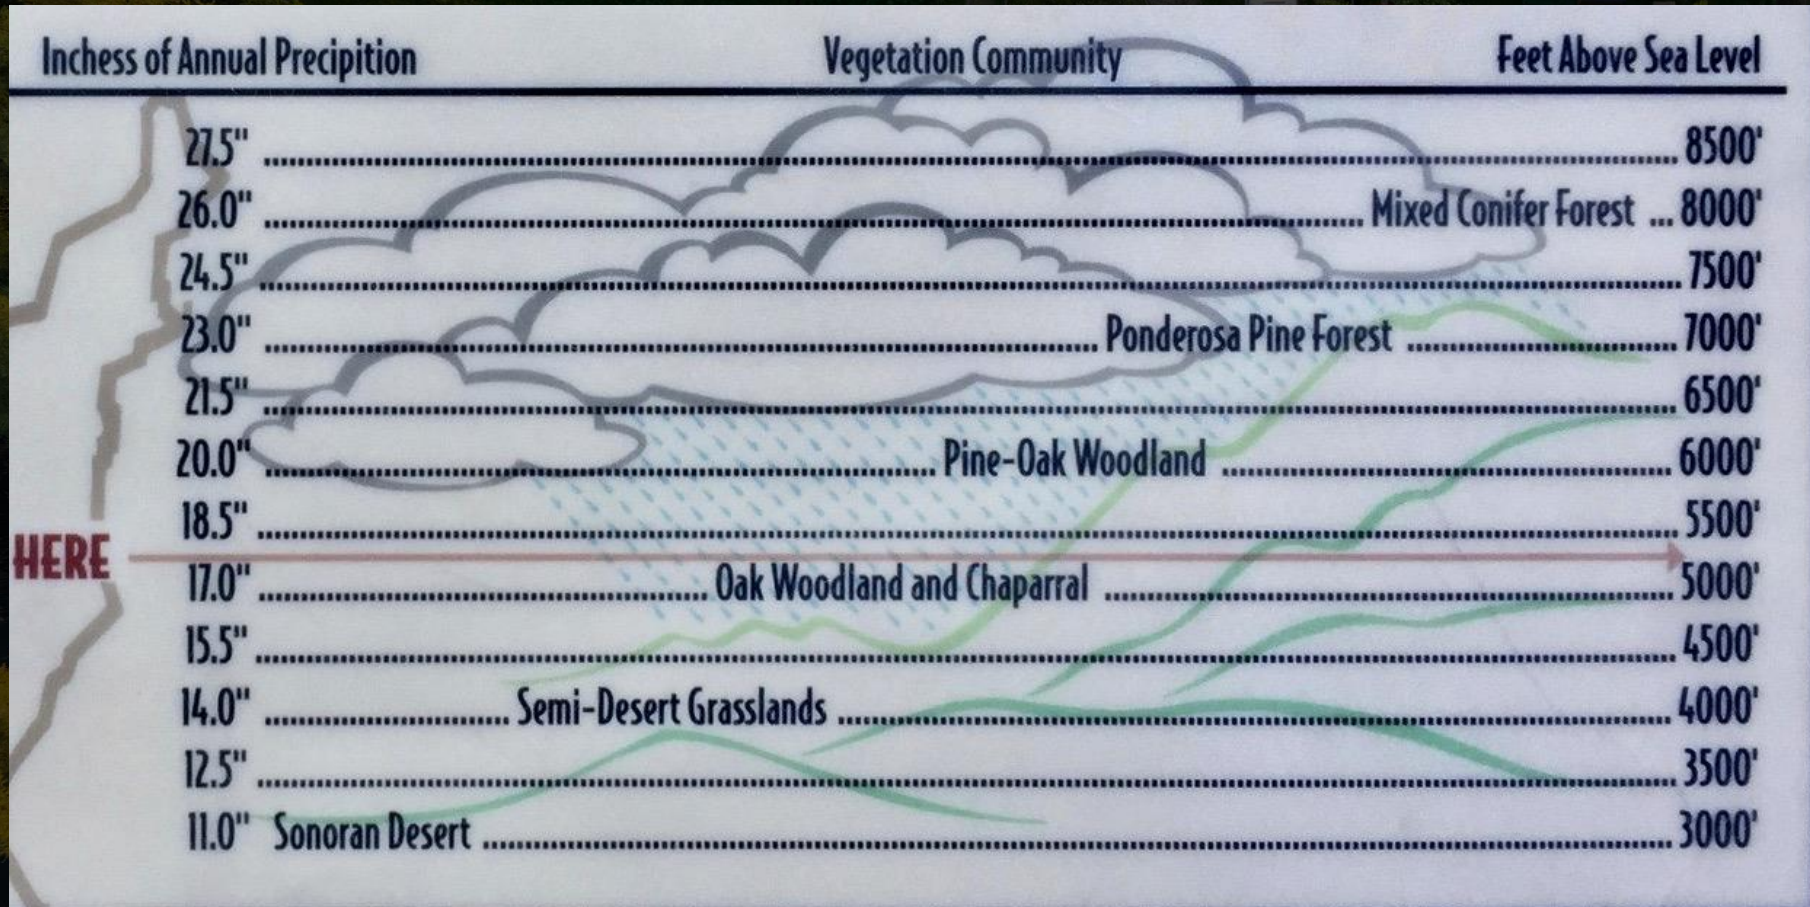 Inchess of Annual Precipition Vegetation Community Feet Above Sea Level
27.5" 8500'
26.0" Mixed Conifer Forest 8000'
24.5" 7500'
23.0" Ponderosa Pine Forest 7000'
21.5" 6500'
20.0" Pine-Oak Woodland 6000'
18.5" 5500'
HERE
17.0" Oak Woodland and Chaparral 5000'
15.5" 4500'
14.0" Semi-Desert Grasslands 4000'
12.5" 3500'
11.0" Sonoran Desert 3000'